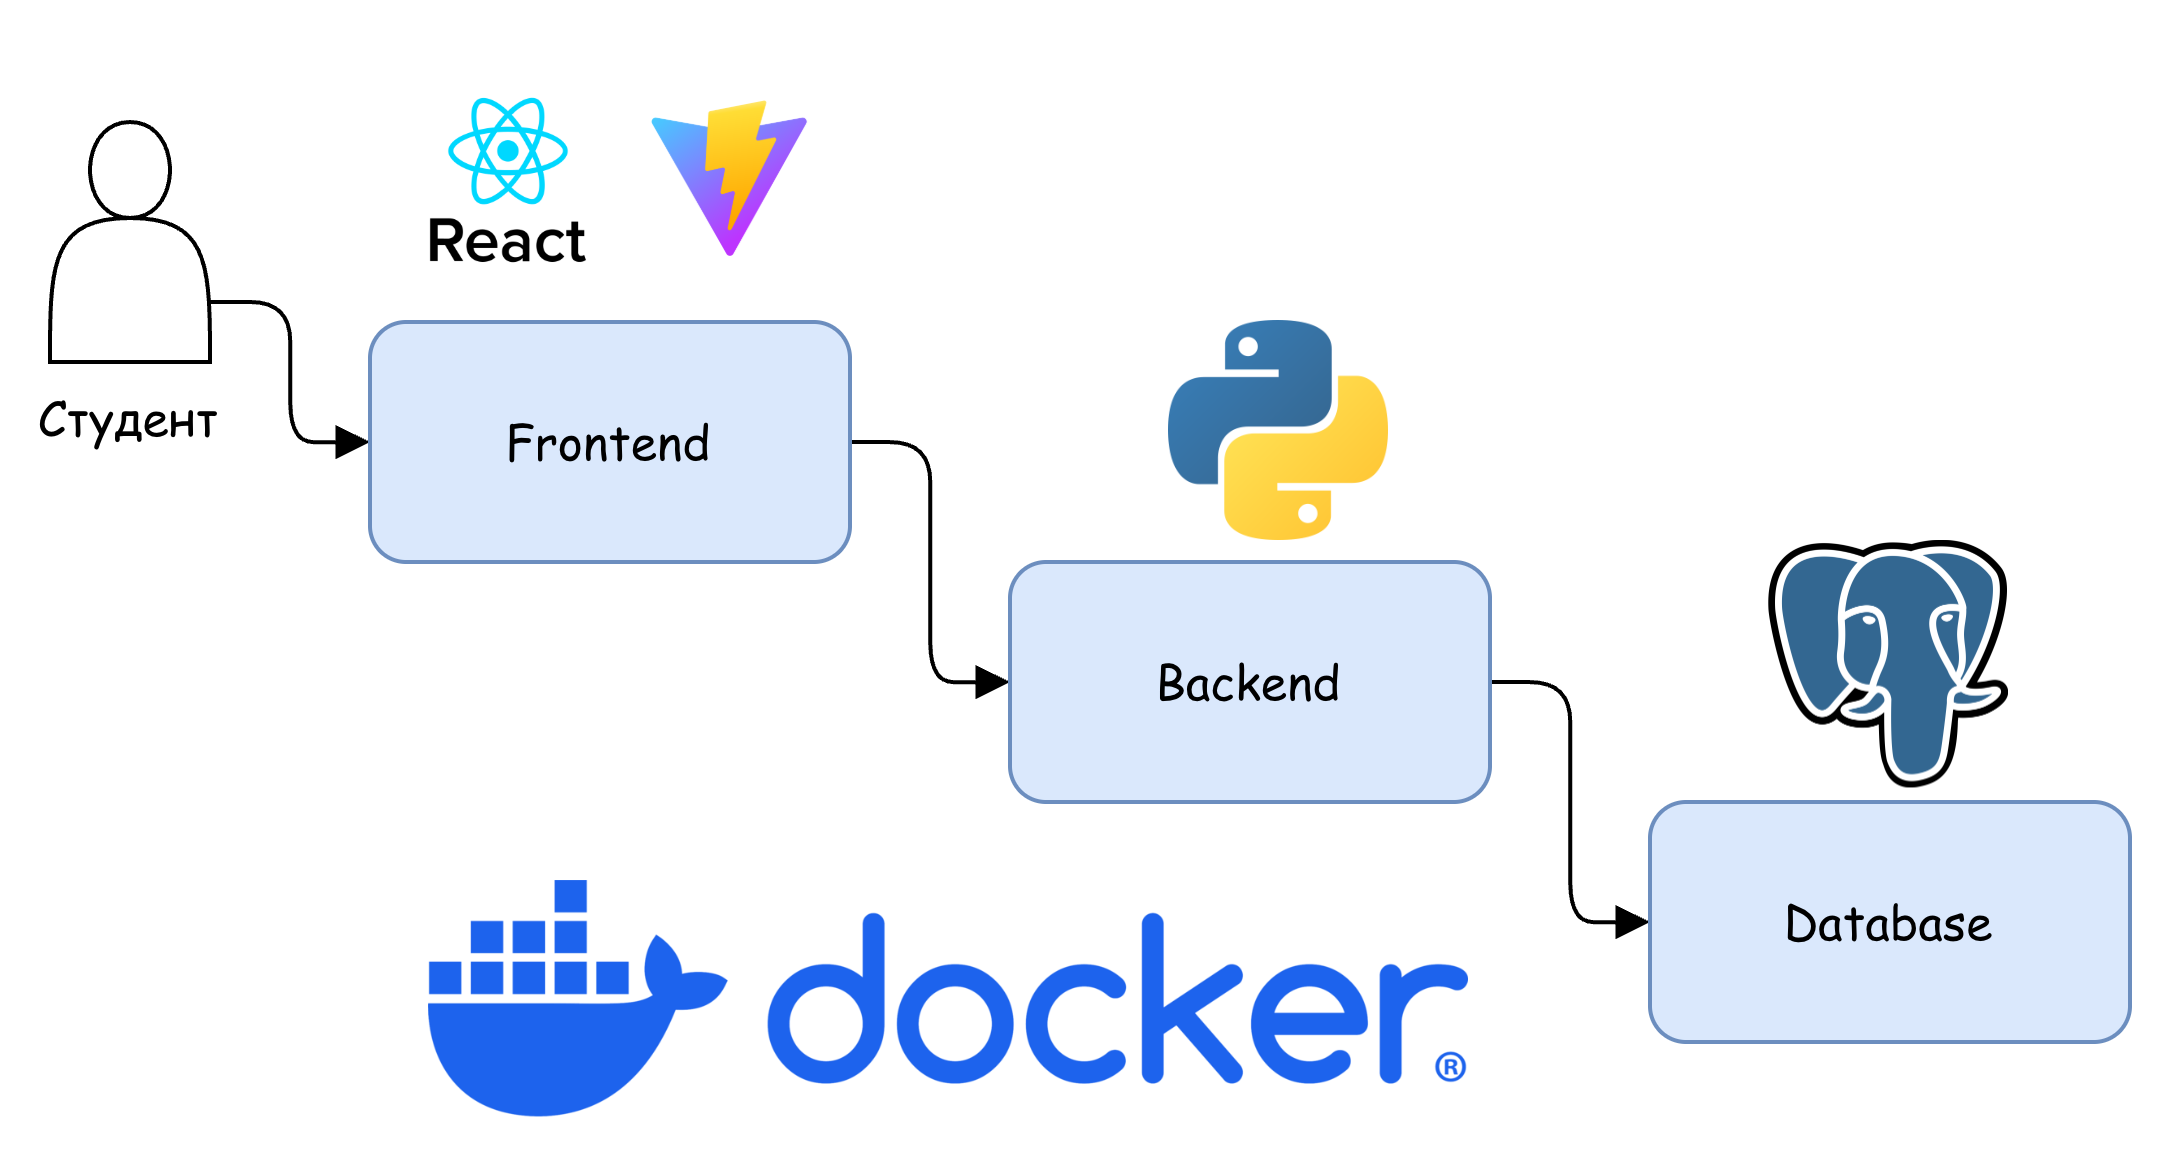 React
Студент
Frontend
Backend
Database
docker®